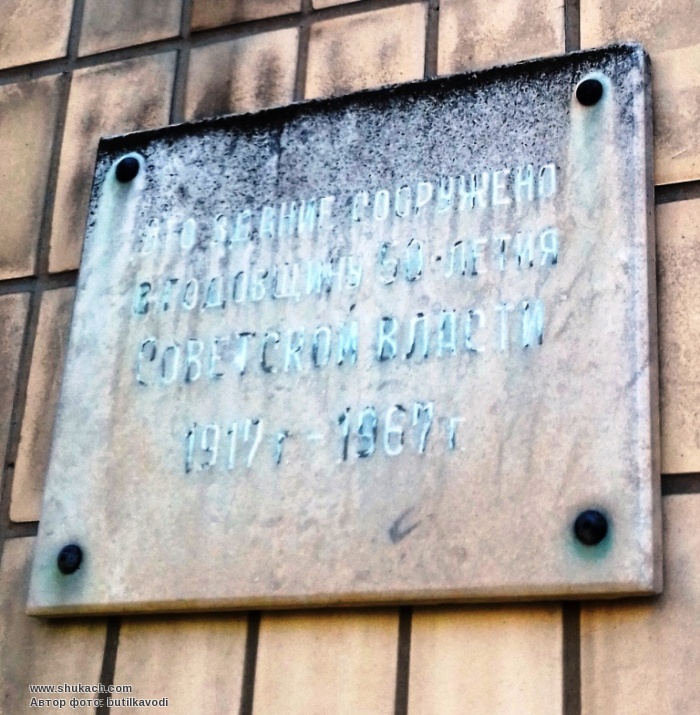 ЭТО ЗДАНИЕ СООРУЖЕНО
В ГОДОВЩИНУ 50-ЛЕТИЯ
СОВЕТСКОЙ ВЛАСТИ
1917 г - 1967 г.
www.shukach.com
Автор фото: butilkavodi